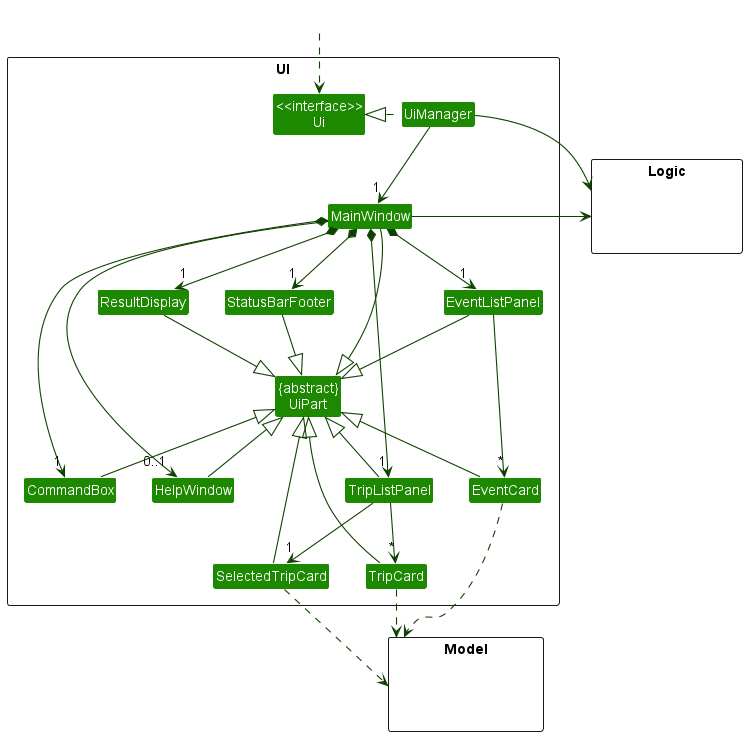 UI
<<interface>>
Ui
UiManager
Logic
1
MainWindow
1
1
1
ResultDisplay
StatusBarFooter
EventListPanel
{abstract}
UiPart
1
0..1
1
*
CommandBox
HelpWindow
TripListPanel
EventCard
1
*
SelectedTripCard
TripCard
Model